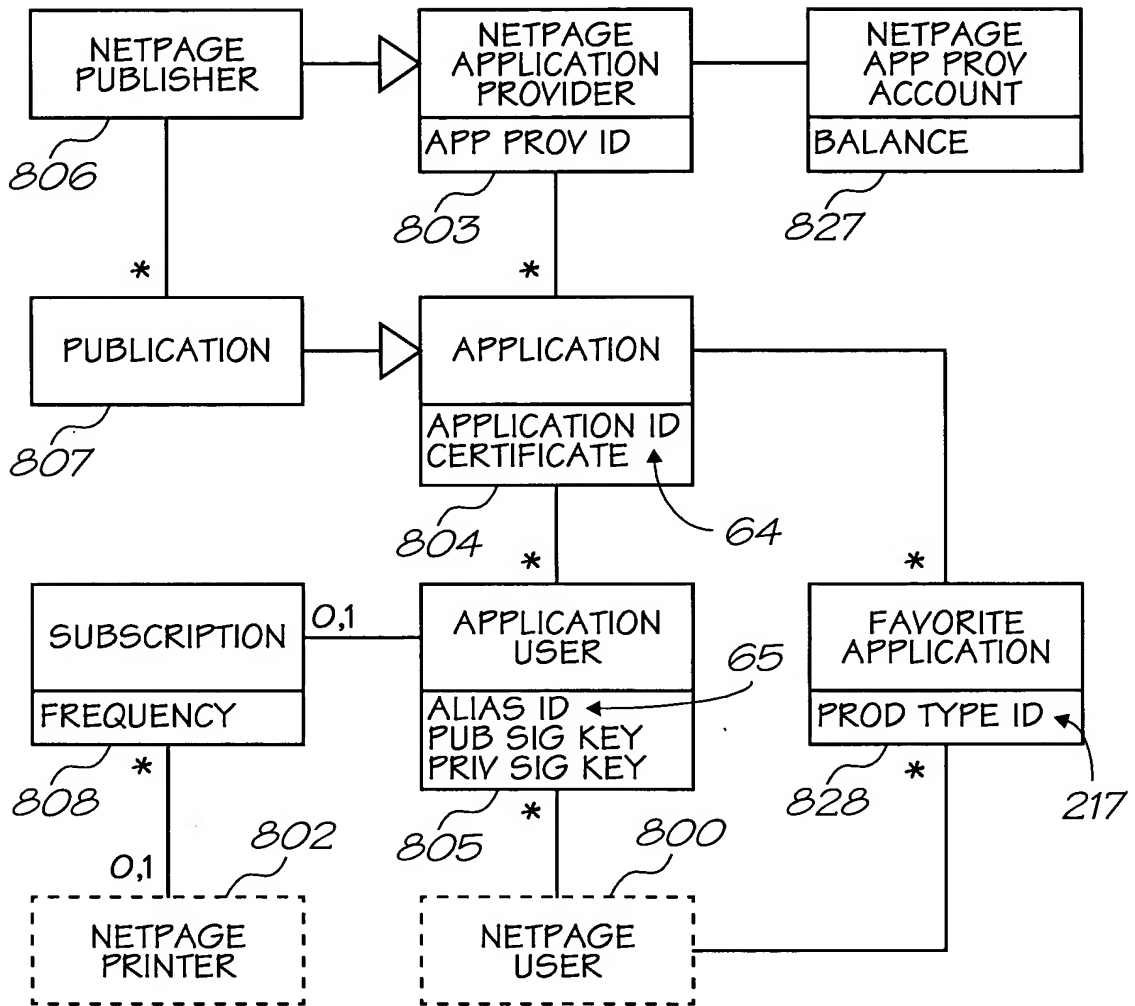 NETPAGE
PUBLISHER
806
NETPAGE
APPLICATION
PROVIDER
APP PROV ID
803
NETPAGE
APP PROV
ACCOUNT
BALANCE
827
*
*
PUBLICATION
807
APPLICATION
APPLICATION ID
CERTIFICATE
804
64
*
*
SUBSCRIPTION
FREQUENCY
808
0,1
APPLICATION
USER
ALIAS ID
PUB SIG KEY
PRIV SIG KEY
805
65
FAVORITE
APPLICATION
PROD TYPE ID
828
217
*
*
*
0,1
802
NETPAGE
PRINTER
800
NETPAGE
USER